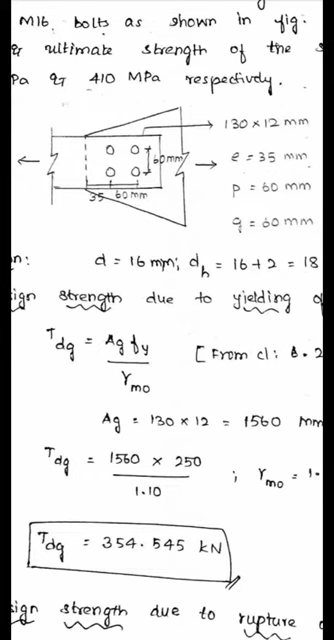 M16 bolts as shown in fig:
& ultimate strength of the
Pa & 410 MPa respectively.
130 × 12 mm
60mm
e = 35 mm
35 60 mm
p = 60 mm
g = 60 mm
n: d = 16 mm; dh = 16+2 = 18
ign strength due to yielding
Tdg = Ag fy / γmo [From cl: 6.2
Ag = 130 × 12 = 1560 mm
Tdg = 1560 × 250 / 1.10 ; γmo = 1.
Tdg = 354.545 kN
sign strength due to rupture